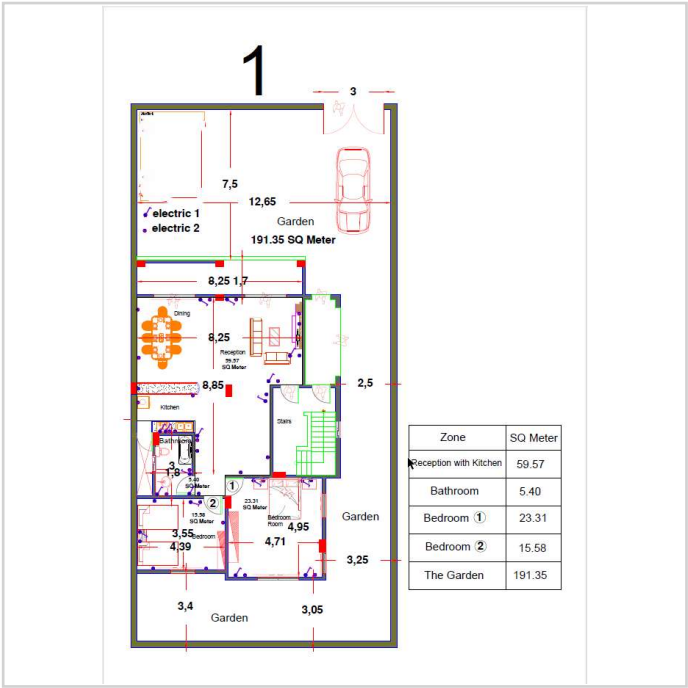 1
3
7,5
12,65
electric 1
electric 2
Garden
191.35 SQ Meter
8,25 1,7
Dining
8,25
Reception
59.57
SQ Meter
8,85
2,5
Kitchen
Stairs
Bathroom
3
1,8
5.40
SQ Meter
1
2
23.31
SQ Meter
15.58
SQ Meter
Bedroom
Room
4,95
Garden
3,55
Bedroom
4,39
4,71
3,25
3,4
3,05
Garden
Zone SQ Meter
Reception with Kitchen 59.57
Bathroom 5.40
Bedroom ① 23.31
Bedroom ② 15.58
The Garden 191.35